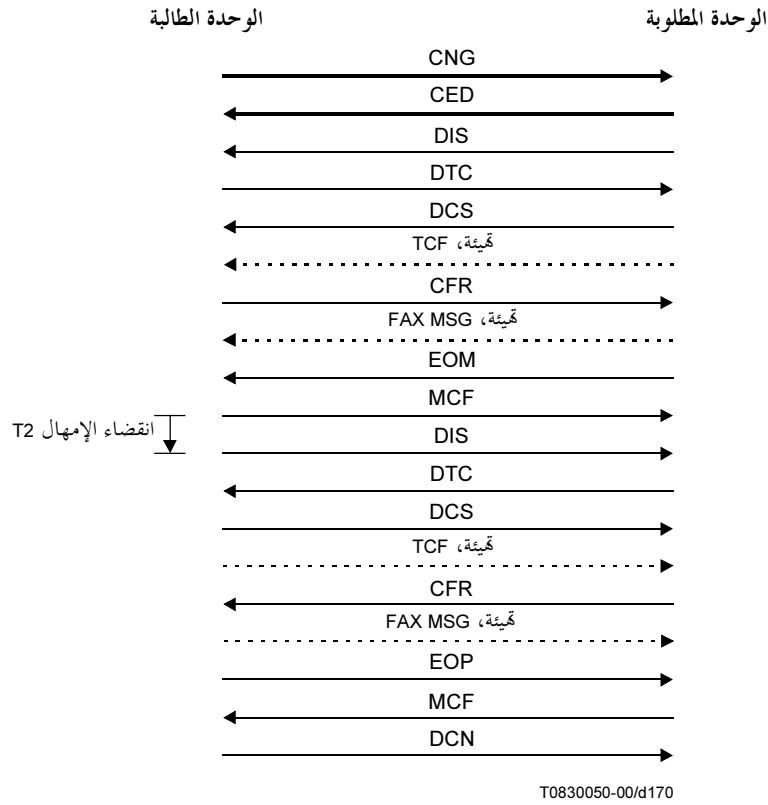 الوحدة الطالبة
الوحدة المطلوبة
CNG
CED
DIS
DTC
DCS
تهيئة، TCF
CFR
تهيئة، FAX MSG
EOM
MCF
انقضاء الإمهال T2
DIS
DTC
DCS
تهيئة، TCF
CFR
تهيئة، FAX MSG
EOP
MCF
DCN
T0830050-00/d170